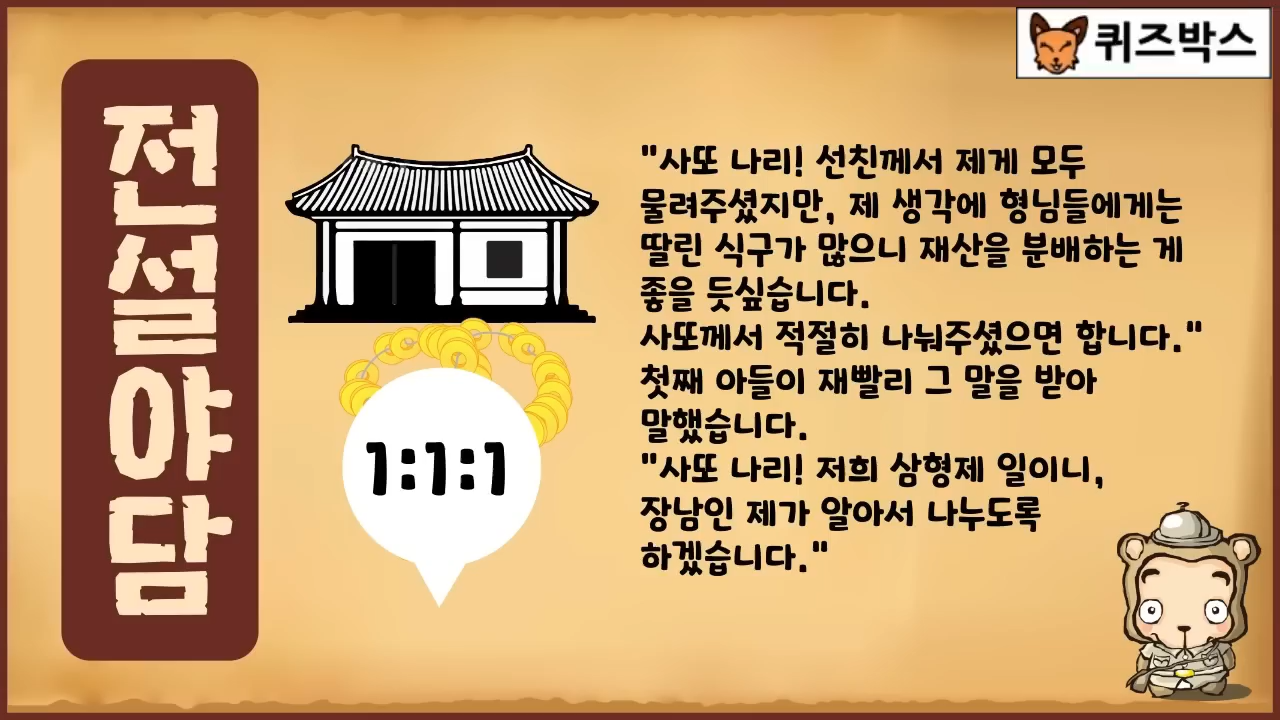 퀴즈박스
전설야담
"사또 나리! 선친께서 제게 모두
물려주셨지만, 제 생각에 형님들에게는
딸린 식구가 많으니 재산을 분배하는 게
좋을 듯싶습니다.
사또께서 적절히 나눠주셨으면 합니다."
첫째 아들이 재빨리 그 말을 받아
말했습니다.
"사또 나리! 저희 삼형제 일이니,
장남인 제가 알아서 나누도록
하겠습니다."
1:1:1